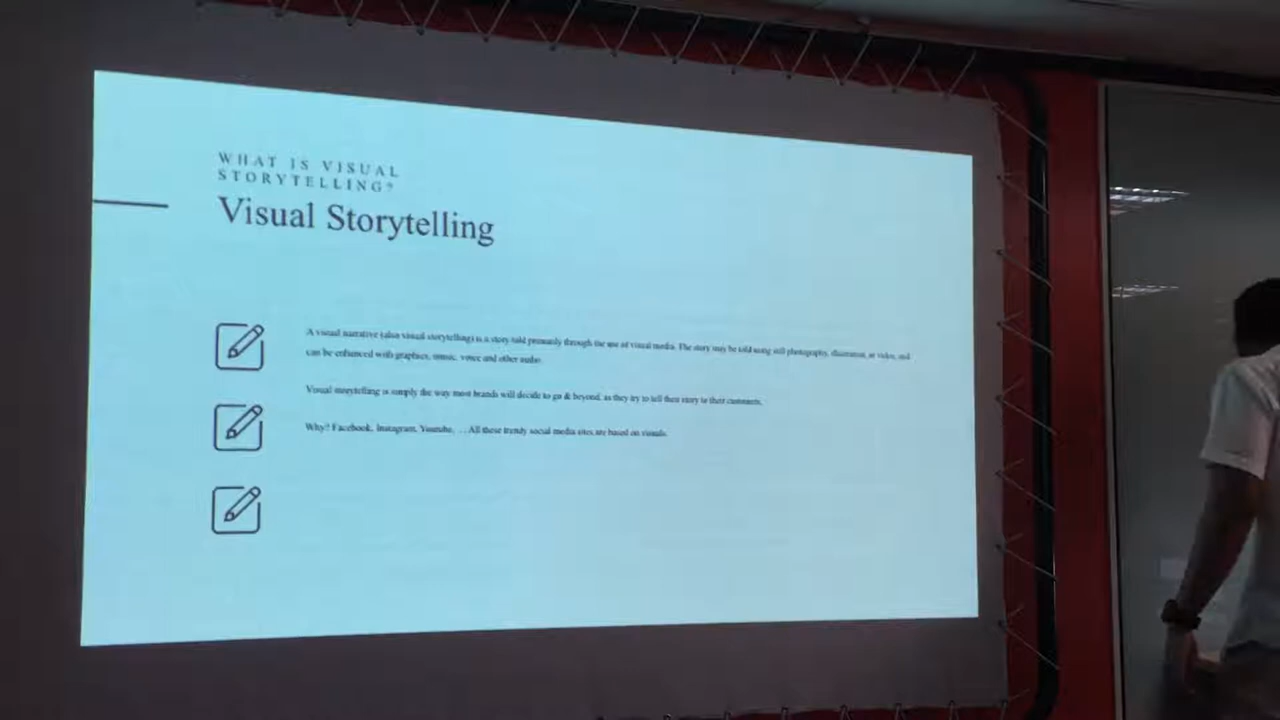 WHAT IS VISUAL
STORYTELLING?
Visual Storytelling
A visual narrative (also visual storytelling) is a story told primarily through the use of visual media. The story may be told using still photography, illustration, or video, and
can be enhanced with graphics, music, voice and other audio.
Visual storytelling is simply the way most brands will decide to go & beyond, as they try to tell their story to their customers.
Why? Facebook, Instagram, Youtube, …All these trendy social media sites are based on visuals.